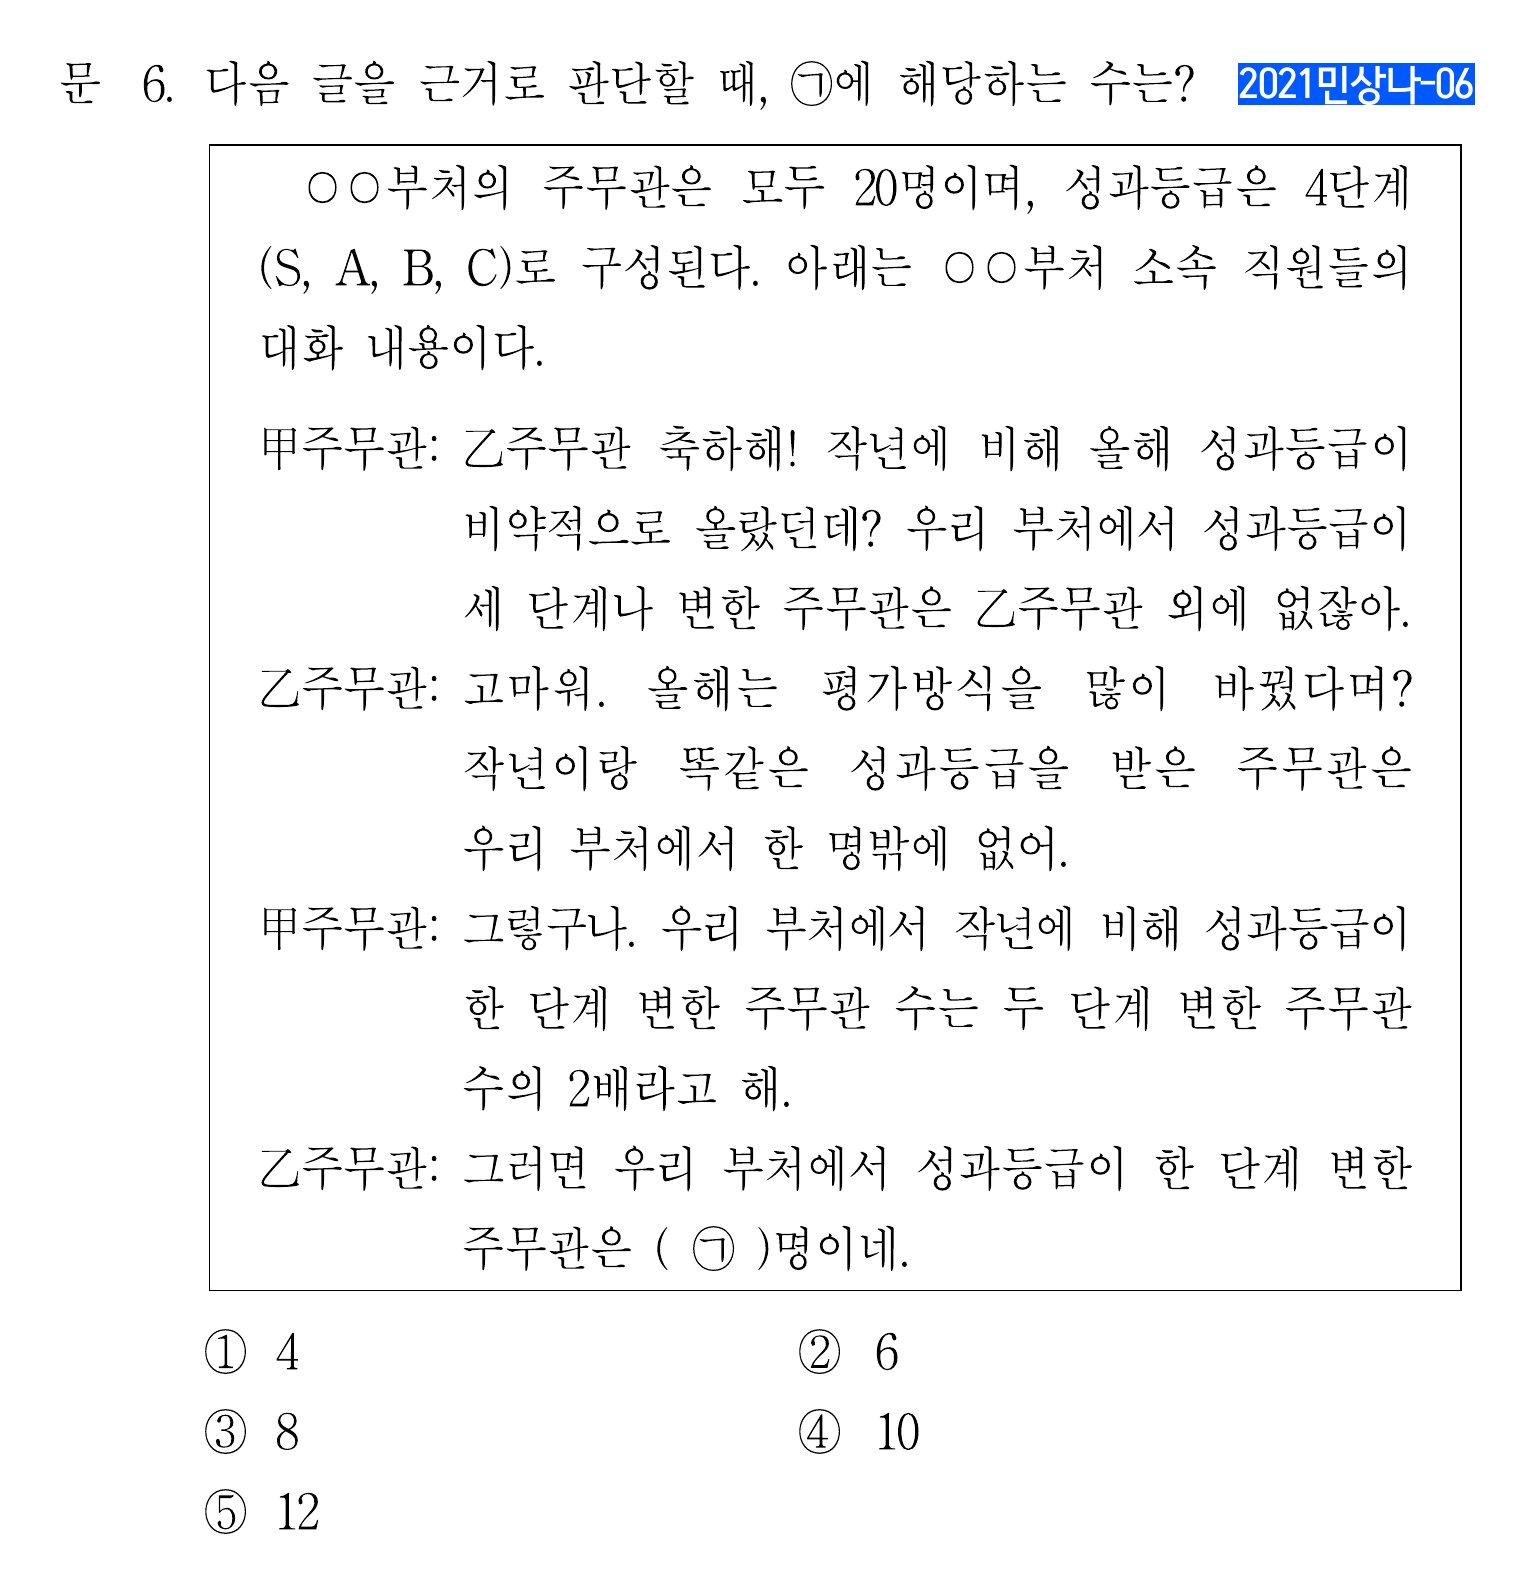 문 6. 다음 글을 근거로 판단할 때, ㉠에 해당하는 수는? 2021민상나-06
○○부처의 주무관은 모두 20명이며, 성과등급은 4단계
(S, A, B, C)로 구성된다. 아래는 ○○부처 소속 직원들의
대화 내용이다.
甲주무관: 乙주무관 축하해! 작년에 비해 올해 성과등급이
비약적으로 올랐던데? 우리 부처에서 성과등급이
세 단계나 변한 주무관은 乙주무관 외에 없잖아.
乙주무관: 고마워. 올해는 평가방식을 많이 바꿨다며?
작년이랑 똑같은 성과등급을 받은 주무관은
우리 부처에서 한 명밖에 없어.
甲주무관: 그렇구나. 우리 부처에서 작년에 비해 성과등급이
한 단계 변한 주무관 수는 두 단계 변한 주무관
수의 2배라고 해.
乙주무관: 그러면 우리 부처에서 성과등급이 한 단계 변한
주무관은 ( ㉠ )명이네.
① 4 ② 6
③ 8 ④ 10
⑤ 12